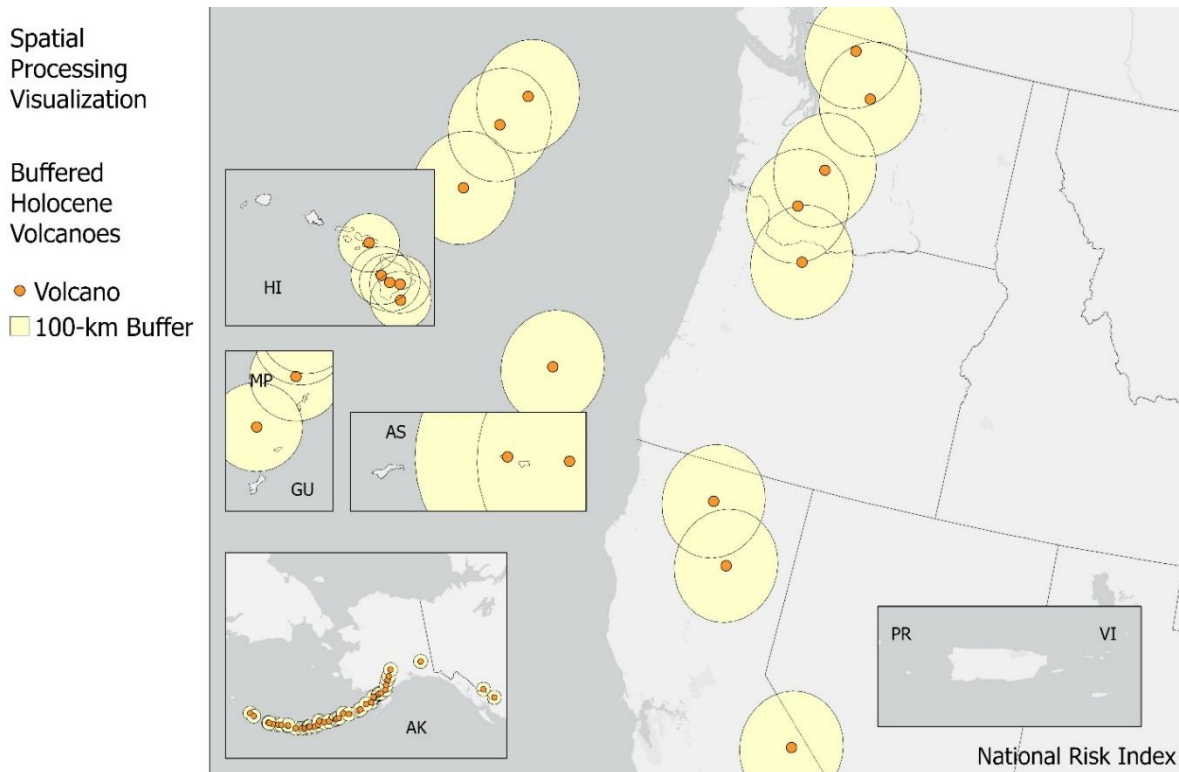 Spatial
Processing
Visualization
Buffered
Holocene
Volcanoes
Volcano
100-km Buffer
HI
MP
GU
AS
AK
PR
VI
National Risk Index